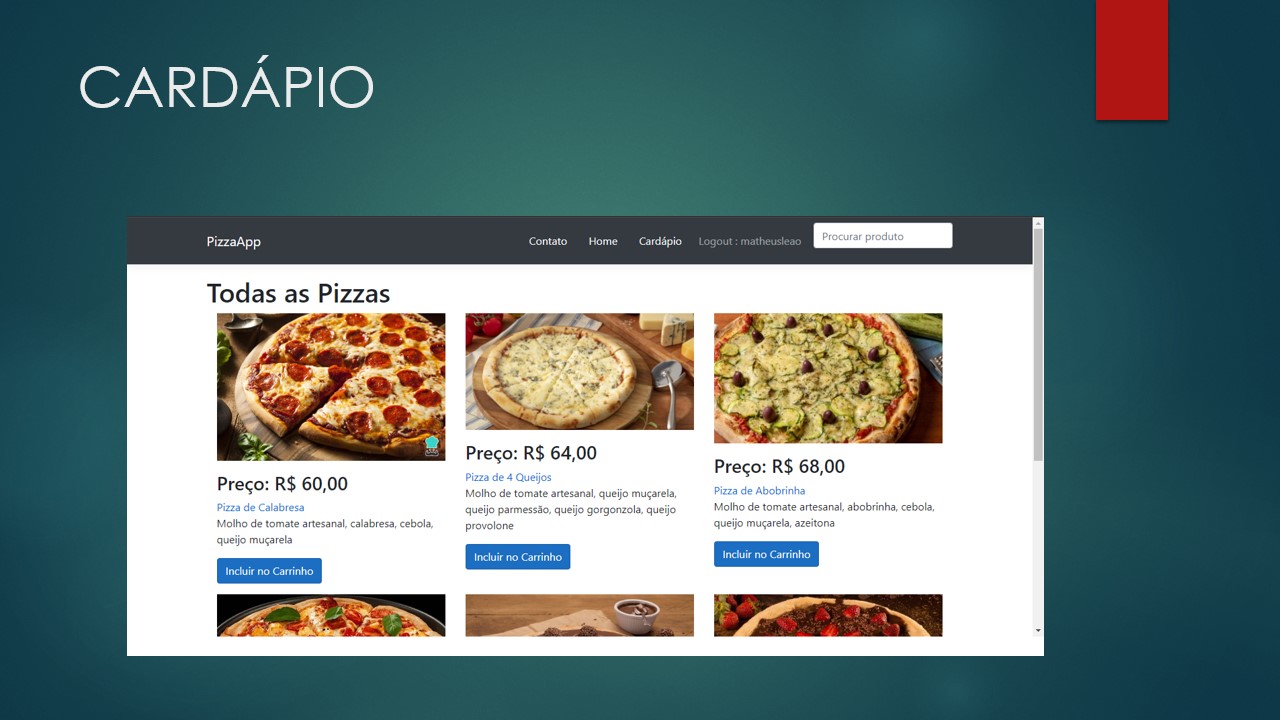 CARDÁPIO
PizzaApp
Contato
Home
Cardápio
Logout : matheusleao
Procurar produto
Todas as Pizzas
Preço: R$ 60,00
Pizza de Calabresa
Molho de tomate artesanal, calabresa, cebola,
queijo muçarela
Incluir no Carrinho
Preço: R$ 64,00
Pizza de 4 Queijos
Molho de tomate artesanal, queijo muçarela,
queijo parmessão, queijo gorgonzola, queijo
provolone
Incluir no Carrinho
Preço: R$ 68,00
Pizza de Abobrinha
Molho de tomate artesanal, abobrinha, cebola,
queijo muçarela, azeitona
Incluir no Carrinho